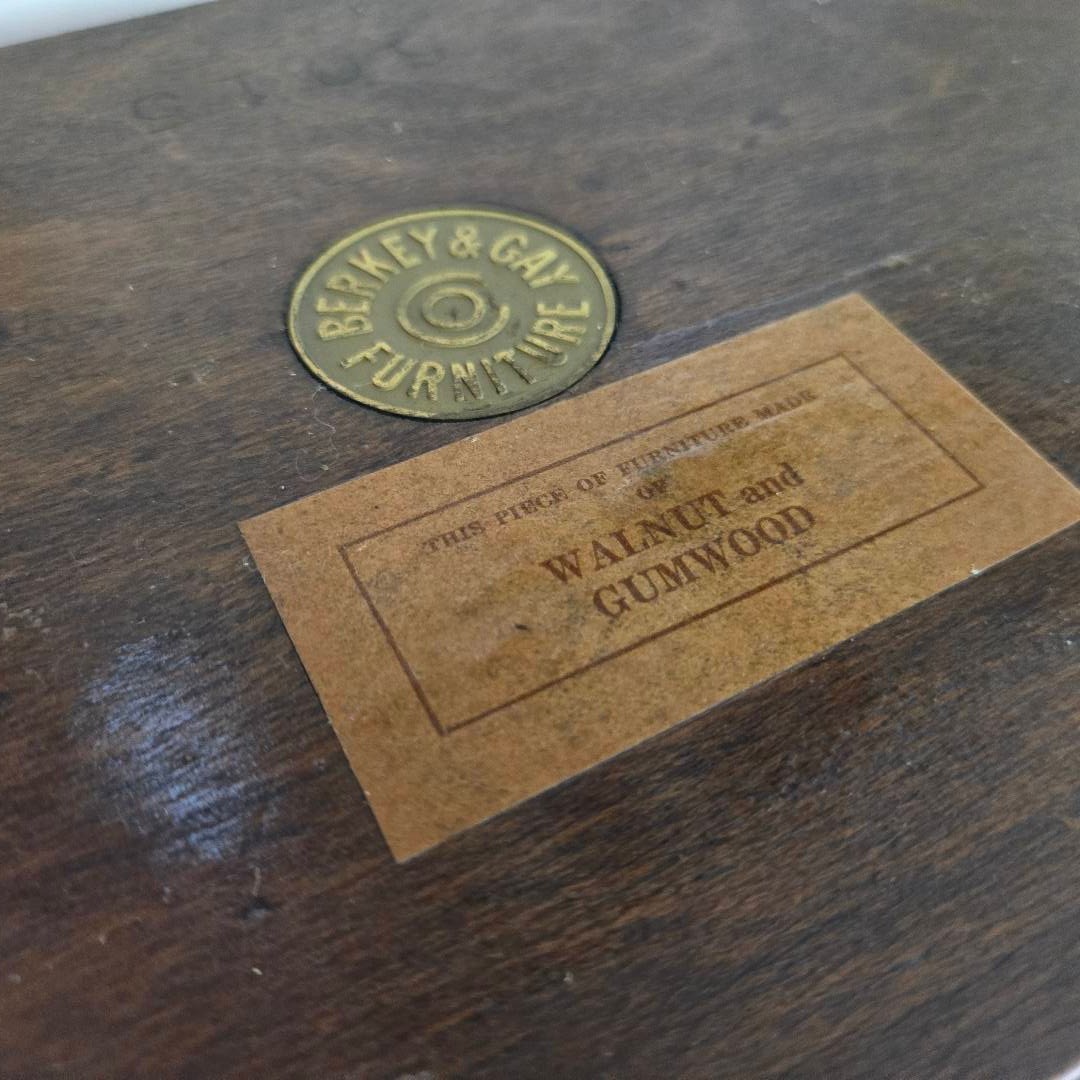 BERKEY & GAY
FURNITURE
THIS PIECE OF FURNITURE MADE
OF
WALNUT and
GUMWOOD